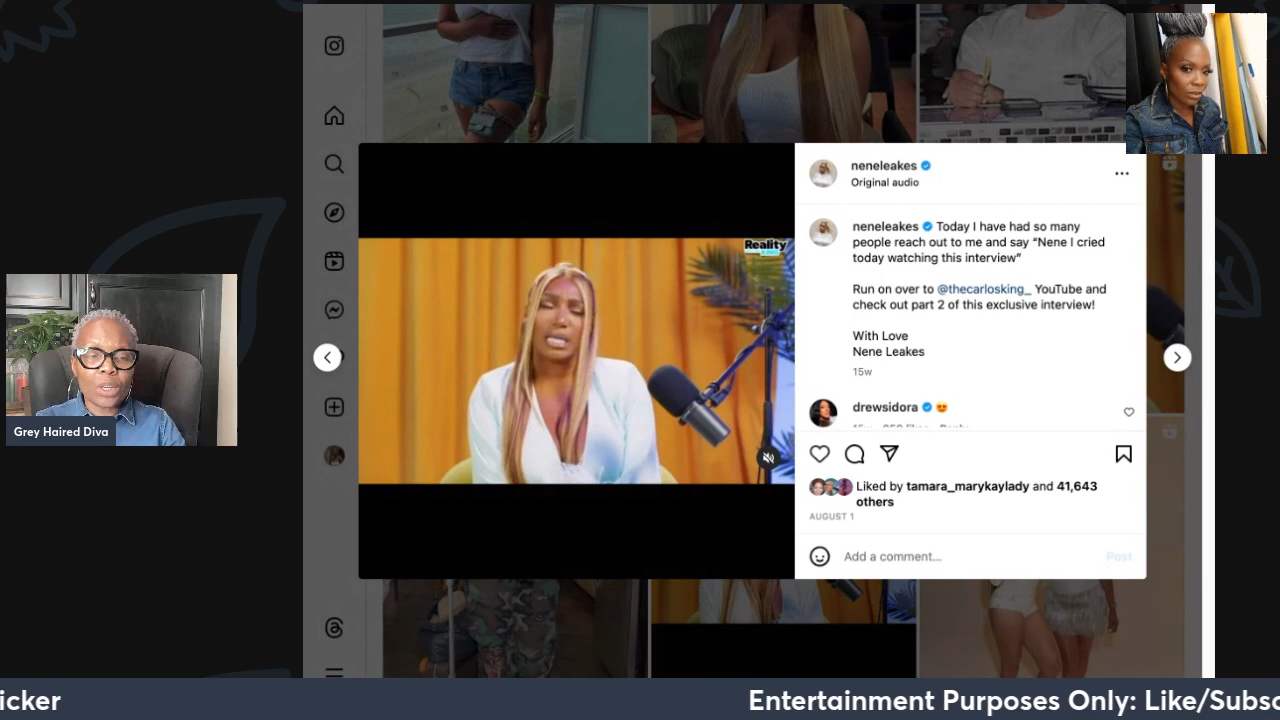 Reality
neneleakes
Original audio
neneleakes Today I have had so many
people reach out to me and say “Nene I cried
today watching this interview”
Run on over to @thecarlosking_ YouTube and
check out part 2 of this exclusive interview!
With Love
Nene Leakes
15w
drewsidora 😍
Liked by tamara_marykaylady and 41,643
others
AUGUST 1
Add a comment...
Post
Grey Haired Diva
icker
Entertainment Purposes Only: Like/Subsc